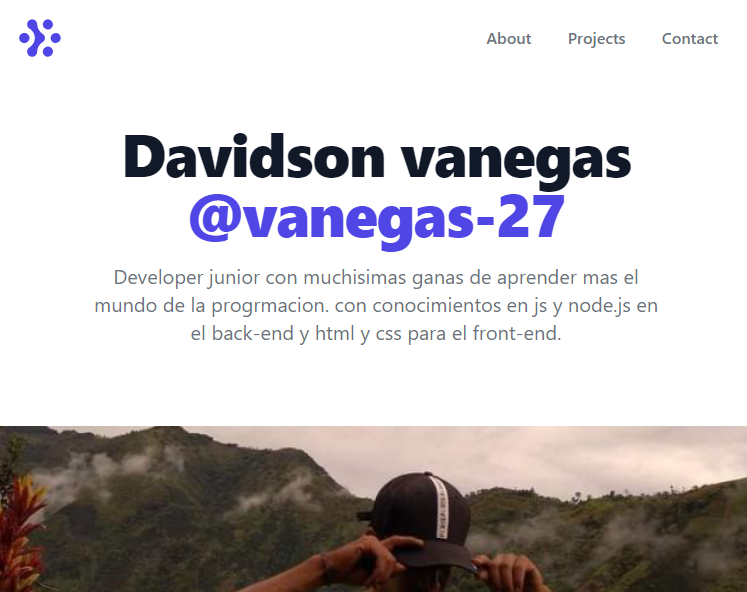 About Projects Contact
Davidson vanegas
@vanegas-27
Developer junior con muchisimas ganas de aprender mas el
mundo de la progrmacion. con conocimientos en js y node.js en
el back-end y html y css para el front-end.